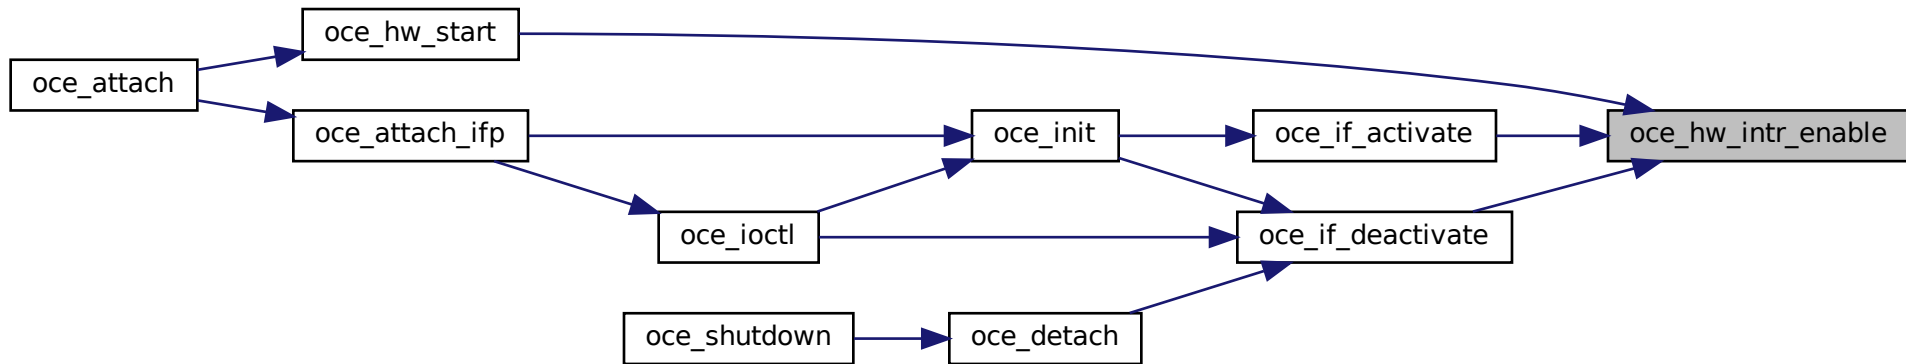 oce_hw_start
oce_attach
oce_attach_ifp
oce_init
oce_if_activate
oce_hw_intr_enable
oce_ioctl
oce_if_deactivate
oce_shutdown
oce_detach